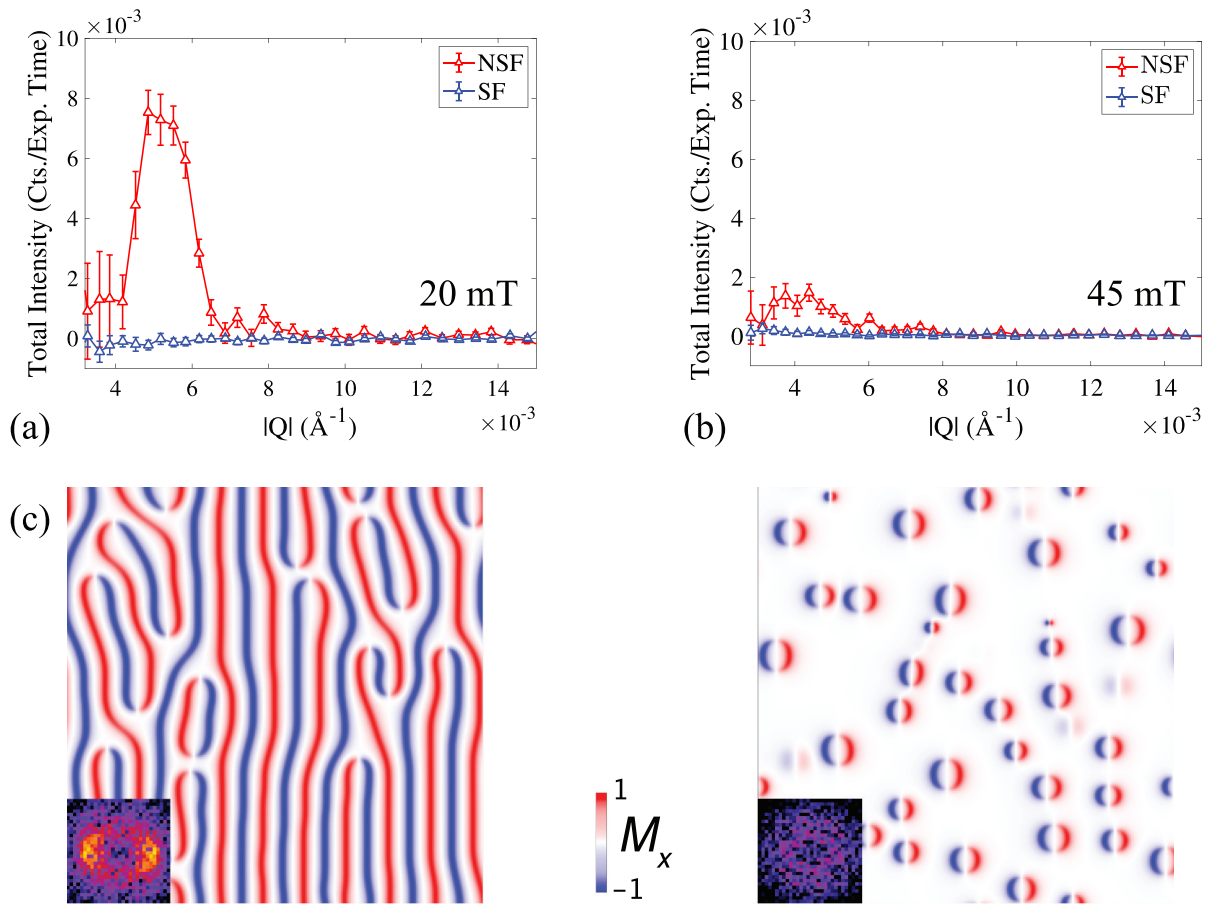 ×10⁻³
10
8
6
4
2
0
Total Intensity (Cts./Exp. Time)
NSF
SF
20 mT
4 6 8 10 12 14
|Q| (Å⁻¹)
×10⁻³
(a)
×10⁻³
10
8
6
4
2
0
Total Intensity (Cts./Exp. Time)
NSF
SF
45 mT
4 6 8 10 12 14
|Q| (Å⁻¹)
×10⁻³
(b)
(c)
1
Mₓ
−1